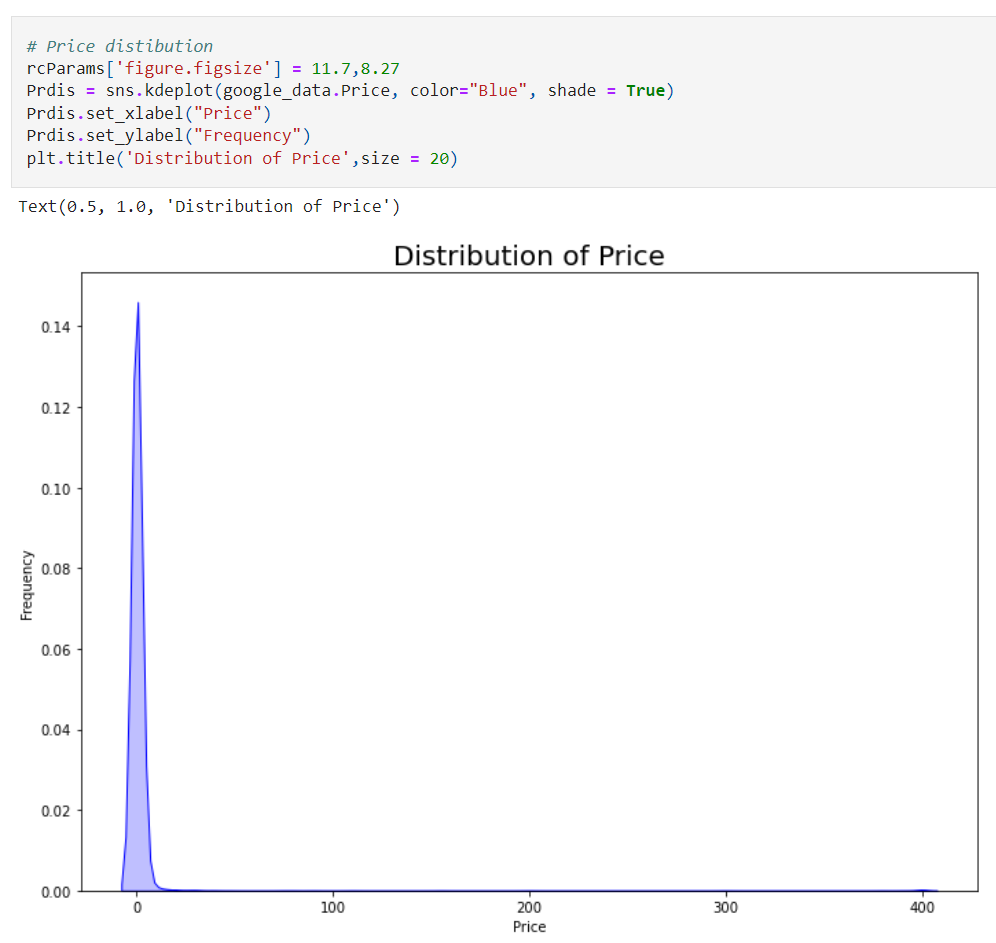 # Price distibution
rcParams['figure.figsize'] = 11.7,8.27
Prdis = sns.kdeplot(google_data.Price, color="Blue", shade = True)
Prdis.set_xlabel("Price")
Prdis.set_ylabel("Frequency")
plt.title('Distribution of Price',size = 20)
Text(0.5, 1.0, 'Distribution of Price')
Distribution of Price
0.14
0.12
0.10
0.08
0.06
0.04
0.02
0.00
Frequency
0 100 200 300 400
Price